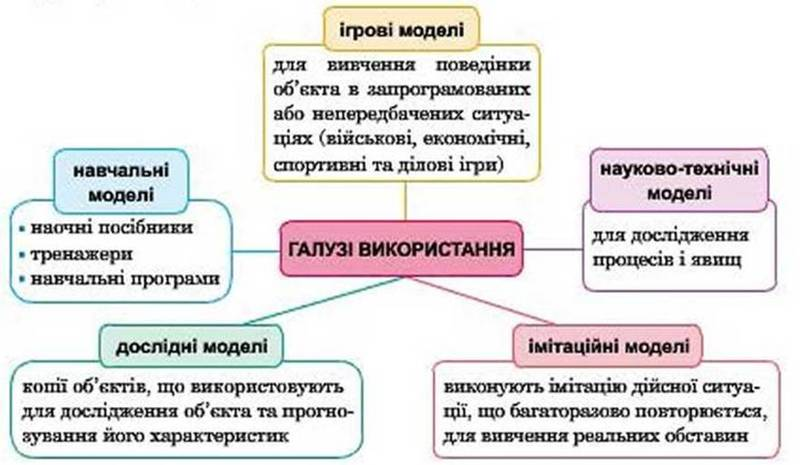 ігрові моделі
для вивчення поведінки
об’єкта в запрограмованих
або непередбачених ситуа-
ціях (військові, економічні,
спортивні та ділові ігри)
навчальні
моделі
▪ наочні посібники
▪ тренажери
▪ навчальні програми
ГАЛУЗІ ВИКОРИСТАННЯ
науково-технічні
моделі
для дослідження
процесів і явищ
дослідні моделі
копії об’єктів, що використовують
для дослідження об’єкта та прогно-
зування його характеристик
імітаційні моделі
виконують імітацію дійсної ситуа-
ції, що багаторазово повторюється,
для вивчення реальних обставин